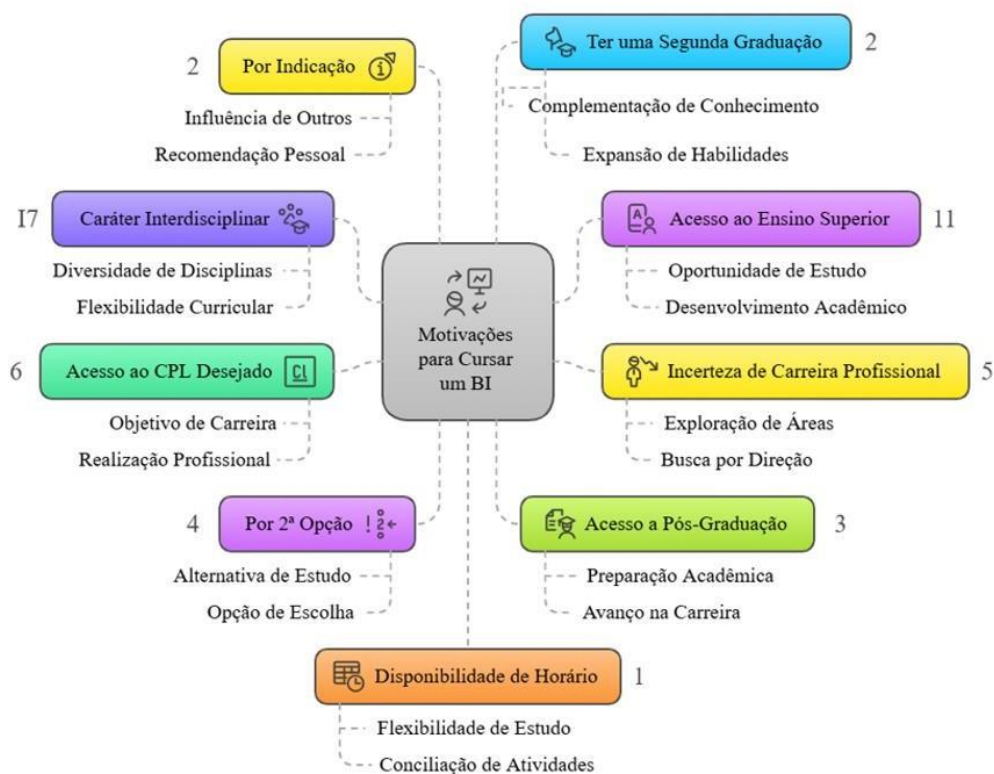 Ter uma Segunda Graduação 2
Complementação de Conhecimento
Expansão de Habilidades
2 Por Indicação
Influência de Outros
Recomendação Pessoal
I7 Caráter Interdisciplinar
Diversidade de Disciplinas
Flexibilidade Curricular
Acesso ao Ensino Superior 11
Oportunidade de Estudo
Desenvolvimento Acadêmico
Motivações
para Cursar
um BI
6 Acesso ao CPL Desejado
Objetivo de Carreira
Realização Profissional
Incerteza de Carreira Profissional 5
Exploração de Áreas
Busca por Direção
4 Por 2ª Opção
Alternativa de Estudo
Opção de Escolha
Acesso a Pós-Graduação 3
Preparação Acadêmica
Avanço na Carreira
Disponibilidade de Horário 1
Flexibilidade de Estudo
Conciliação de Atividades